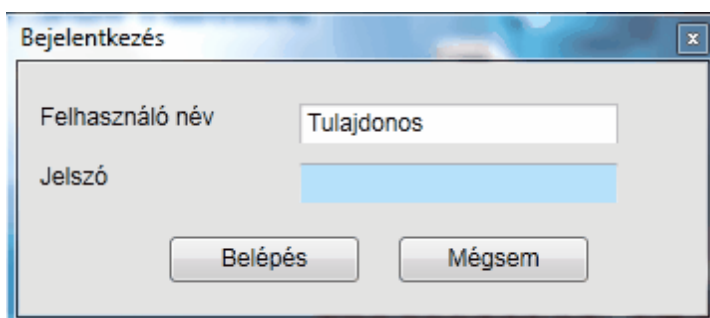 Bejelentkezés
Felhasználó név Tulajdonos
Jelszó
Belépés Mégsem